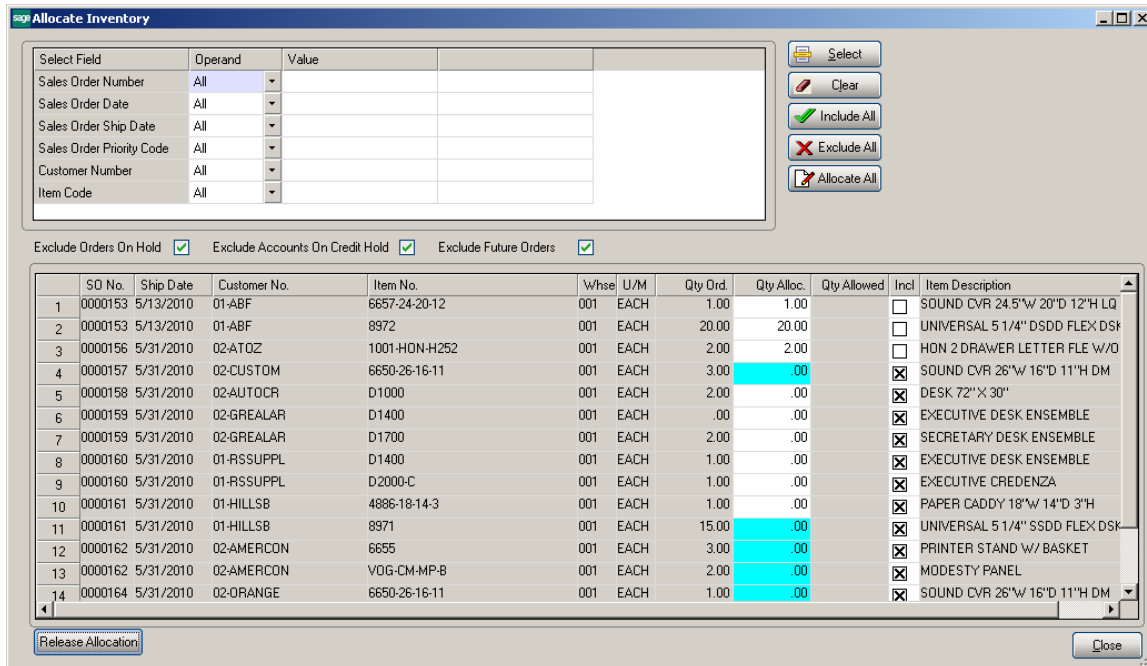 sage Allocate Inventory
Select Field Operand Value
Sales Order Number All
Sales Order Date All
Sales Order Ship Date All
Sales Order Priority Code All
Customer Number All
Item Code All
Select
Clear
Include All
Exclude All
Allocate All
Exclude Orders On Hold Exclude Accounts On Credit Hold Exclude Future Orders
SO No. Ship Date Customer No. Item No. Whse U/M Qty Ord. Qty Alloc. Qty Allowed Incl Item Description
1 0000153 5/13/2010 01-ABF 6657-24-20-12 001 EACH 1.00 1.00 SOUND CVR 24.5"W 20"D 12"H LQ
2 0000153 5/13/2010 01-ABF 8972 001 EACH 20.00 20.00 UNIVERSAL 5 1/4" DSDD FLEX DSK
3 0000156 5/31/2010 02-ATOZ 1001-HON-H252 001 EACH 2.00 2.00 HON 2 DRAWER LETTER FLE W/O
4 0000157 5/31/2010 02-CUSTOM 6650-26-16-11 001 EACH 3.00 .00 SOUND CVR 26"W 16"D 11"H DM
5 0000158 5/31/2010 02-AUTOCR D1000 001 EACH 2.00 .00 DESK 72" X 30"
6 0000159 5/31/2010 02-GREALAR D1400 001 EACH .00 .00 EXECUTIVE DESK ENSEMBLE
7 0000159 5/31/2010 02-GREALAR D1700 001 EACH 2.00 .00 SECRETARY DESK ENSEMBLE
8 0000160 5/31/2010 01-RSSUPPL D1400 001 EACH 1.00 .00 EXECUTIVE DESK ENSEMBLE
9 0000160 5/31/2010 01-RSSUPPL D2000-C 001 EACH 1.00 .00 EXECUTIVE CREDENZA
10 0000161 5/31/2010 01-HILLSB 4886-18-14-3 001 EACH 1.00 .00 PAPER CADDY 18"W 14"D 3"H
11 0000161 5/31/2010 01-HILLSB 8971 001 EACH 15.00 .00 UNIVERSAL 5 1/4" SSDD FLEX DSK
12 0000162 5/31/2010 02-AMERCON 6655 001 EACH 3.00 .00 PRINTER STAND W/ BASKET
13 0000162 5/31/2010 02-AMERCON VOG-CM-MP-B 001 EACH 2.00 .00 MODESTY PANEL
14 0000164 5/31/2010 02-ORANGE 6650-26-16-11 001 EACH 1.00 .00 SOUND CVR 26"W 16"D 11"H DM
Release Allocation
Close